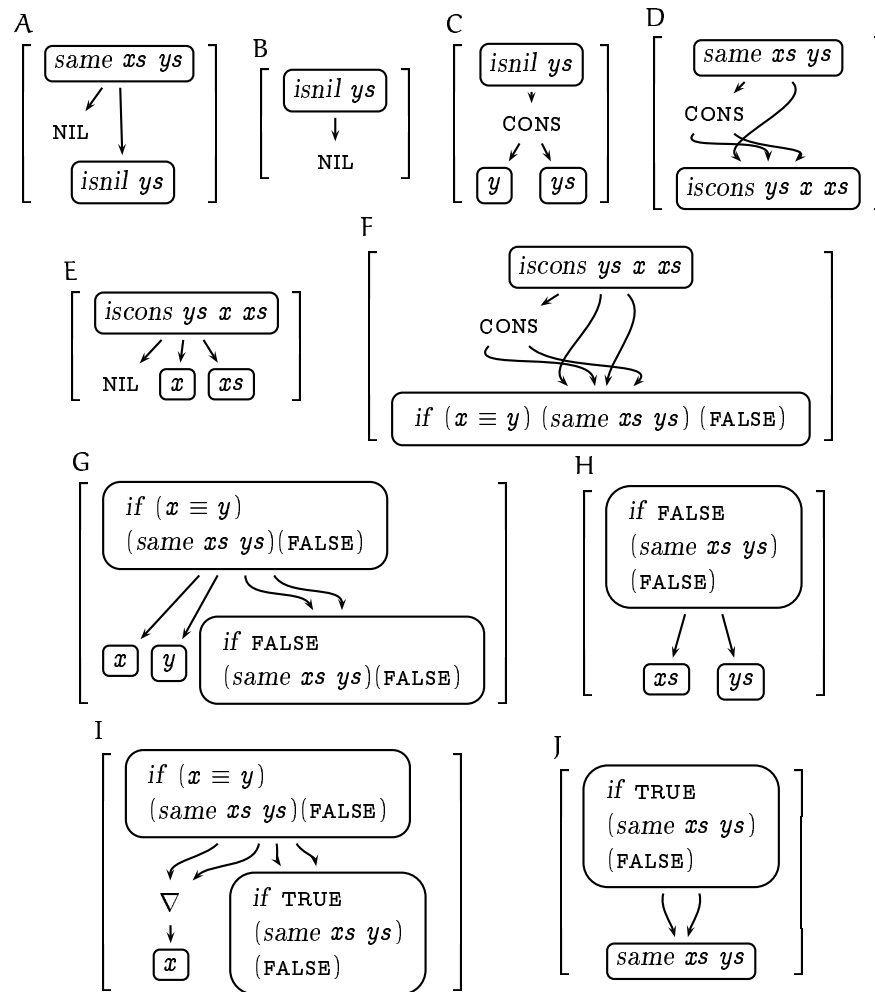 A
same xs ys
NIL
isnil ys
B
isnil ys
NIL
C
isnil ys
CONS
y ys
D
same xs ys
CONS
iscons ys x xs
E
iscons ys x xs
NIL x xs
F
iscons ys x xs
CONS
if (x ≡ y) (same xs ys) (FALSE)
G
if (x ≡ y)
(same xs ys)(FALSE)
x y
if FALSE
(same xs ys)(FALSE)
H
if FALSE
(same xs ys)
(FALSE)
xs ys
I
if (x ≡ y)
(same xs ys)(FALSE)
∇
x
if TRUE
(same xs ys)
(FALSE)
J
if TRUE
(same xs ys)
(FALSE)
same xs ys